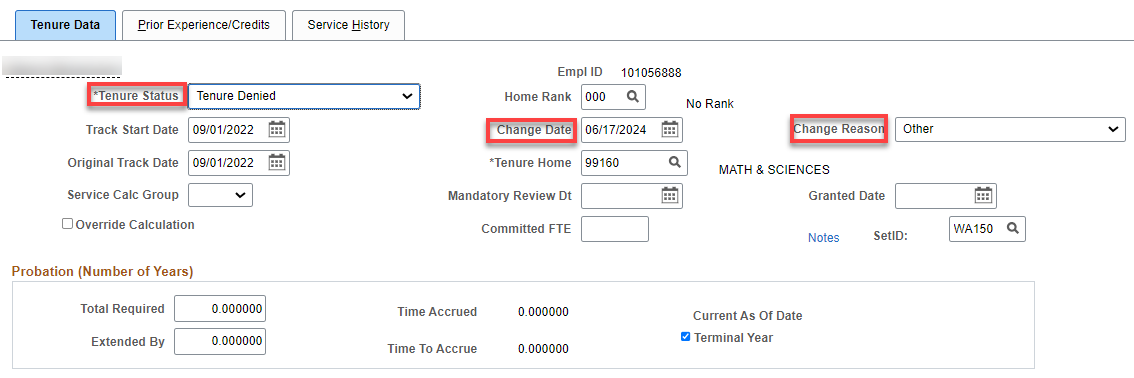 Tenure Data Prior Experience/Credits Service History
Empl ID 101056888
*Tenure Status Tenure Denied Home Rank 000 No Rank
Track Start Date 09/01/2022 Change Date 06/17/2024 Change Reason Other
Original Track Date 09/01/2022 *Tenure Home 99160 MATH & SCIENCES
Service Calc Group Mandatory Review Dt Granted Date
Override Calculation Committed FTE Notes SetID: WA150
Probation (Number of Years)
Total Required 0.000000 Time Accrued 0.000000 Current As Of Date
Extended By 0.000000 Time To Accrue 0.000000 Terminal Year